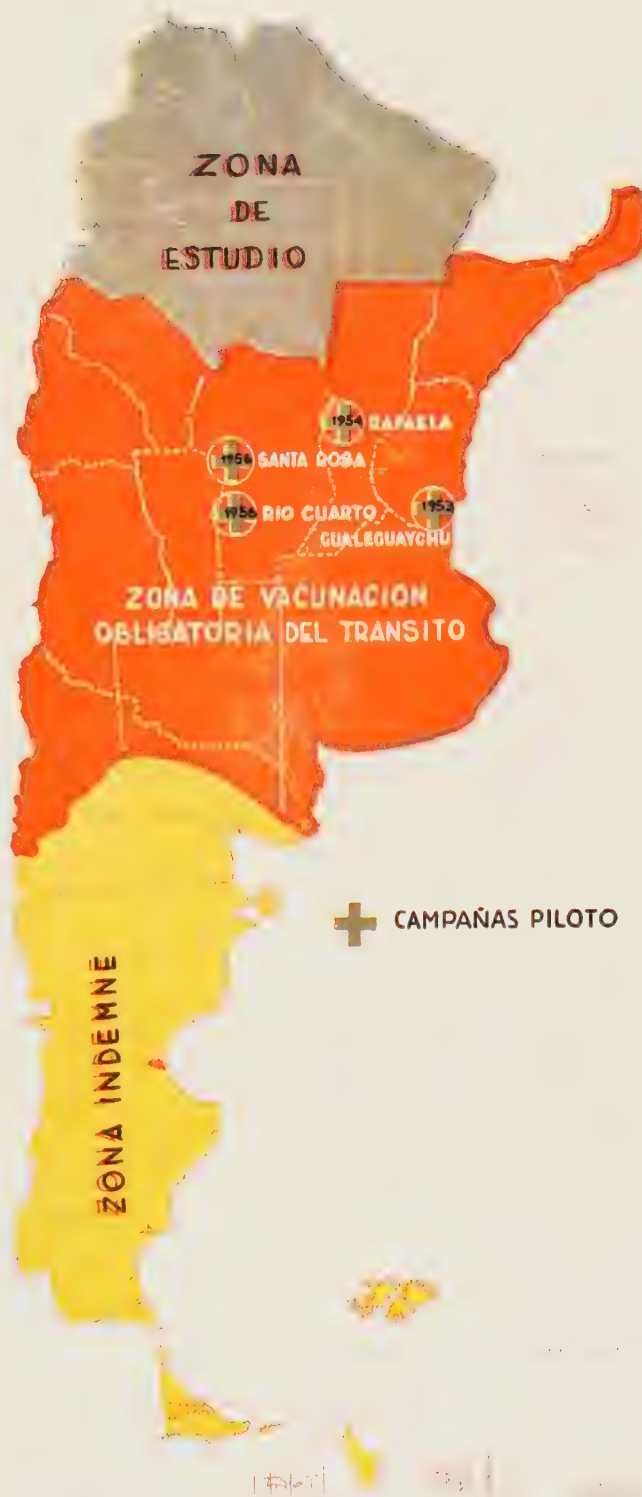 ZONA
DE
ESTUDIO
1954 RAFAELA
1956 SANTA ROSA
1956 RIO CUARTO
1952
GUALEGUAYCHU
ZONA DE VACUNACION
OBLIGATORIA DEL TRANSITO
CAMPAÑAS PILOTO
ZONA INDEMNE